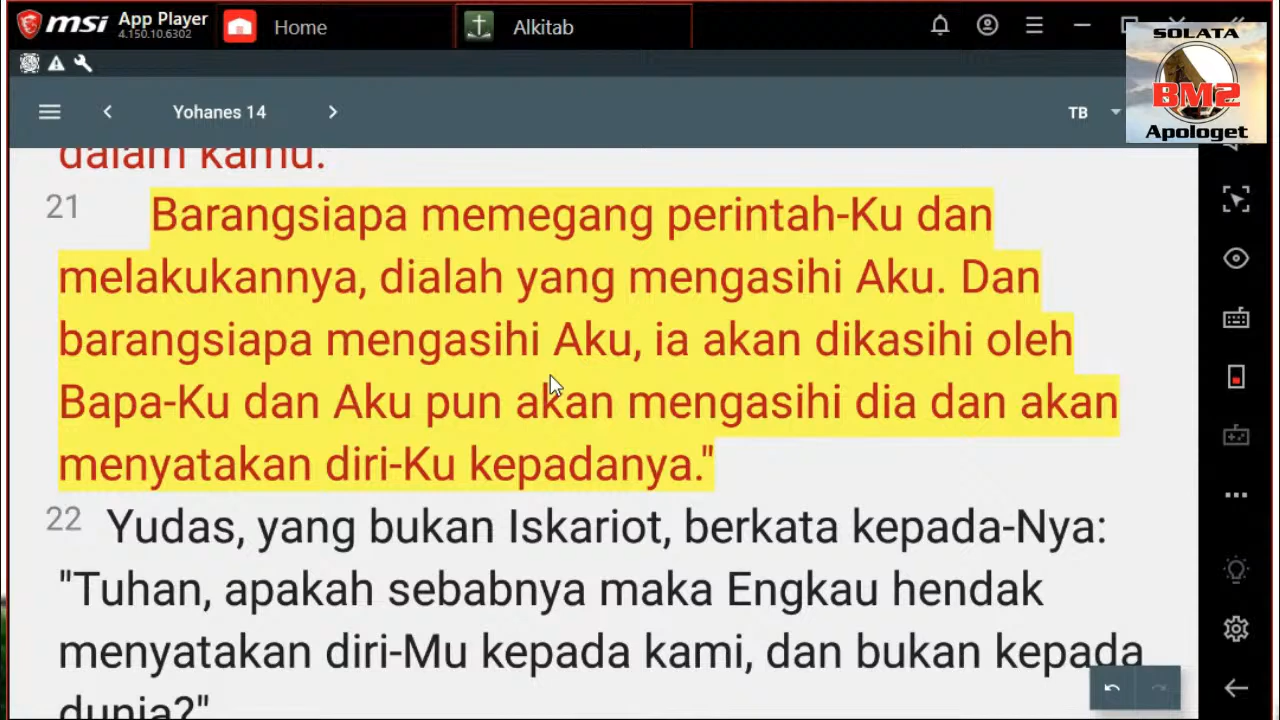 msi App Player
4.150.10.6302
Home
Alkitab
SOLATA
BM2
Apologet
Yohanes 14
TB
dalam kamu.
21 Barangsiapa memegang perintah-Ku dan
melakukannya, dialah yang mengasihi Aku. Dan
barangsiapa mengasihi Aku, ia akan dikasihi oleh
Bapa-Ku dan Aku pun akan mengasihi dia dan akan
menyatakan diri-Ku kepadanya."
22 Yudas, yang bukan Iskariot, berkata kepada-Nya:
"Tuhan, apakah sebabnya maka Engkau hendak
menyatakan diri-Mu kepada kami, dan bukan kepada
dunia?"